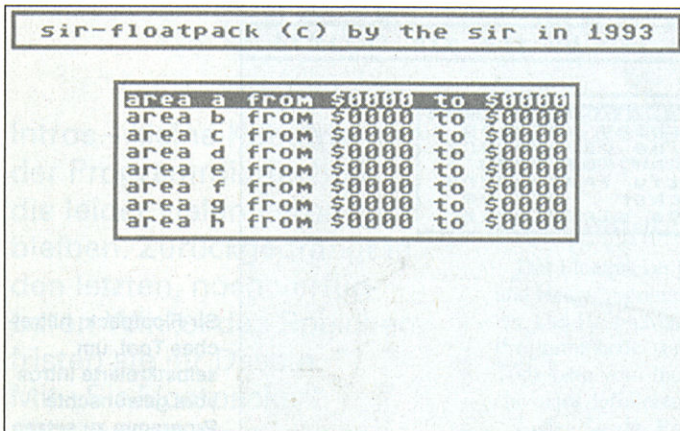 sir-floatpack (c) by the sir in 1993
area a from $0000 to $0000
area b from $0000 to $0000
area c from $0000 to $0000
area d from $0000 to $0000
area e from $0000 to $0000
area f from $0000 to $0000
area g from $0000 to $0000
area h from $0000 to $0000